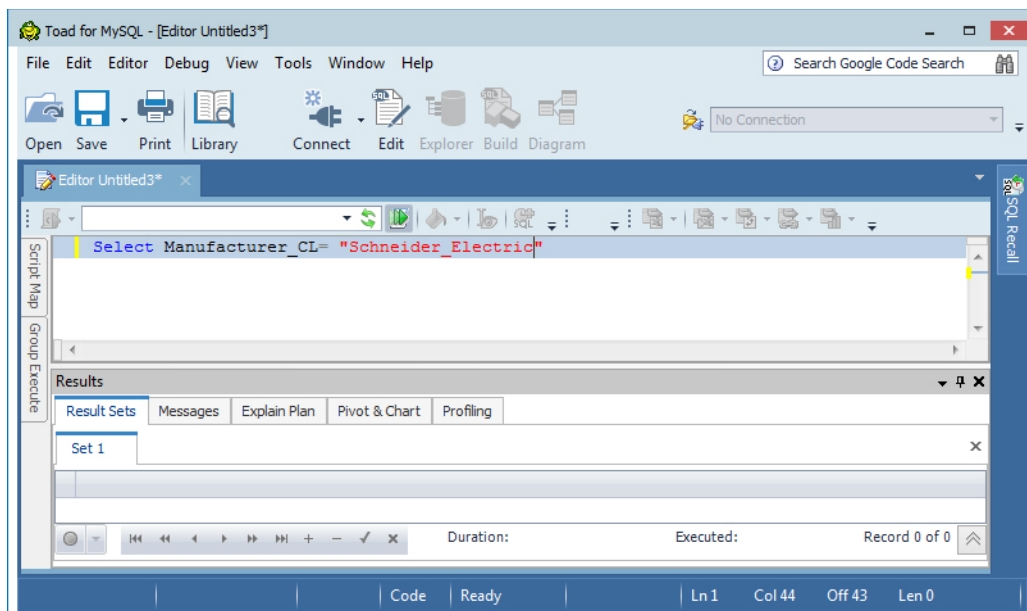 Toad for MySQL - [Editor Untitled3*]
File Edit Editor Debug View Tools Window Help
Search Google Code Search
Open Save Print Library Connect Edit Explorer Build Diagram
No Connection
Editor Untitled3*
SQL Recall
Script Map
Group Execute
Select Manufacturer_CL= "Schneider_Electric"
Results
Result Sets Messages Explain Plan Pivot & Chart Profiling
Set 1
Duration: Executed: Record 0 of 0
Code Ready Ln 1 Col 44 Off 43 Len 0